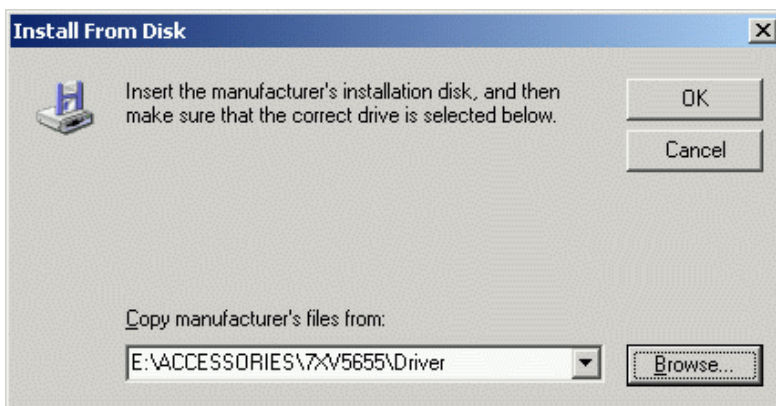 Install From Disk
Insert the manufacturer's installation disk, and then
make sure that the correct drive is selected below.
OK
Cancel
Copy manufacturer's files from:
E:\ACCESSORIES\7XV5655\Driver
Browse...